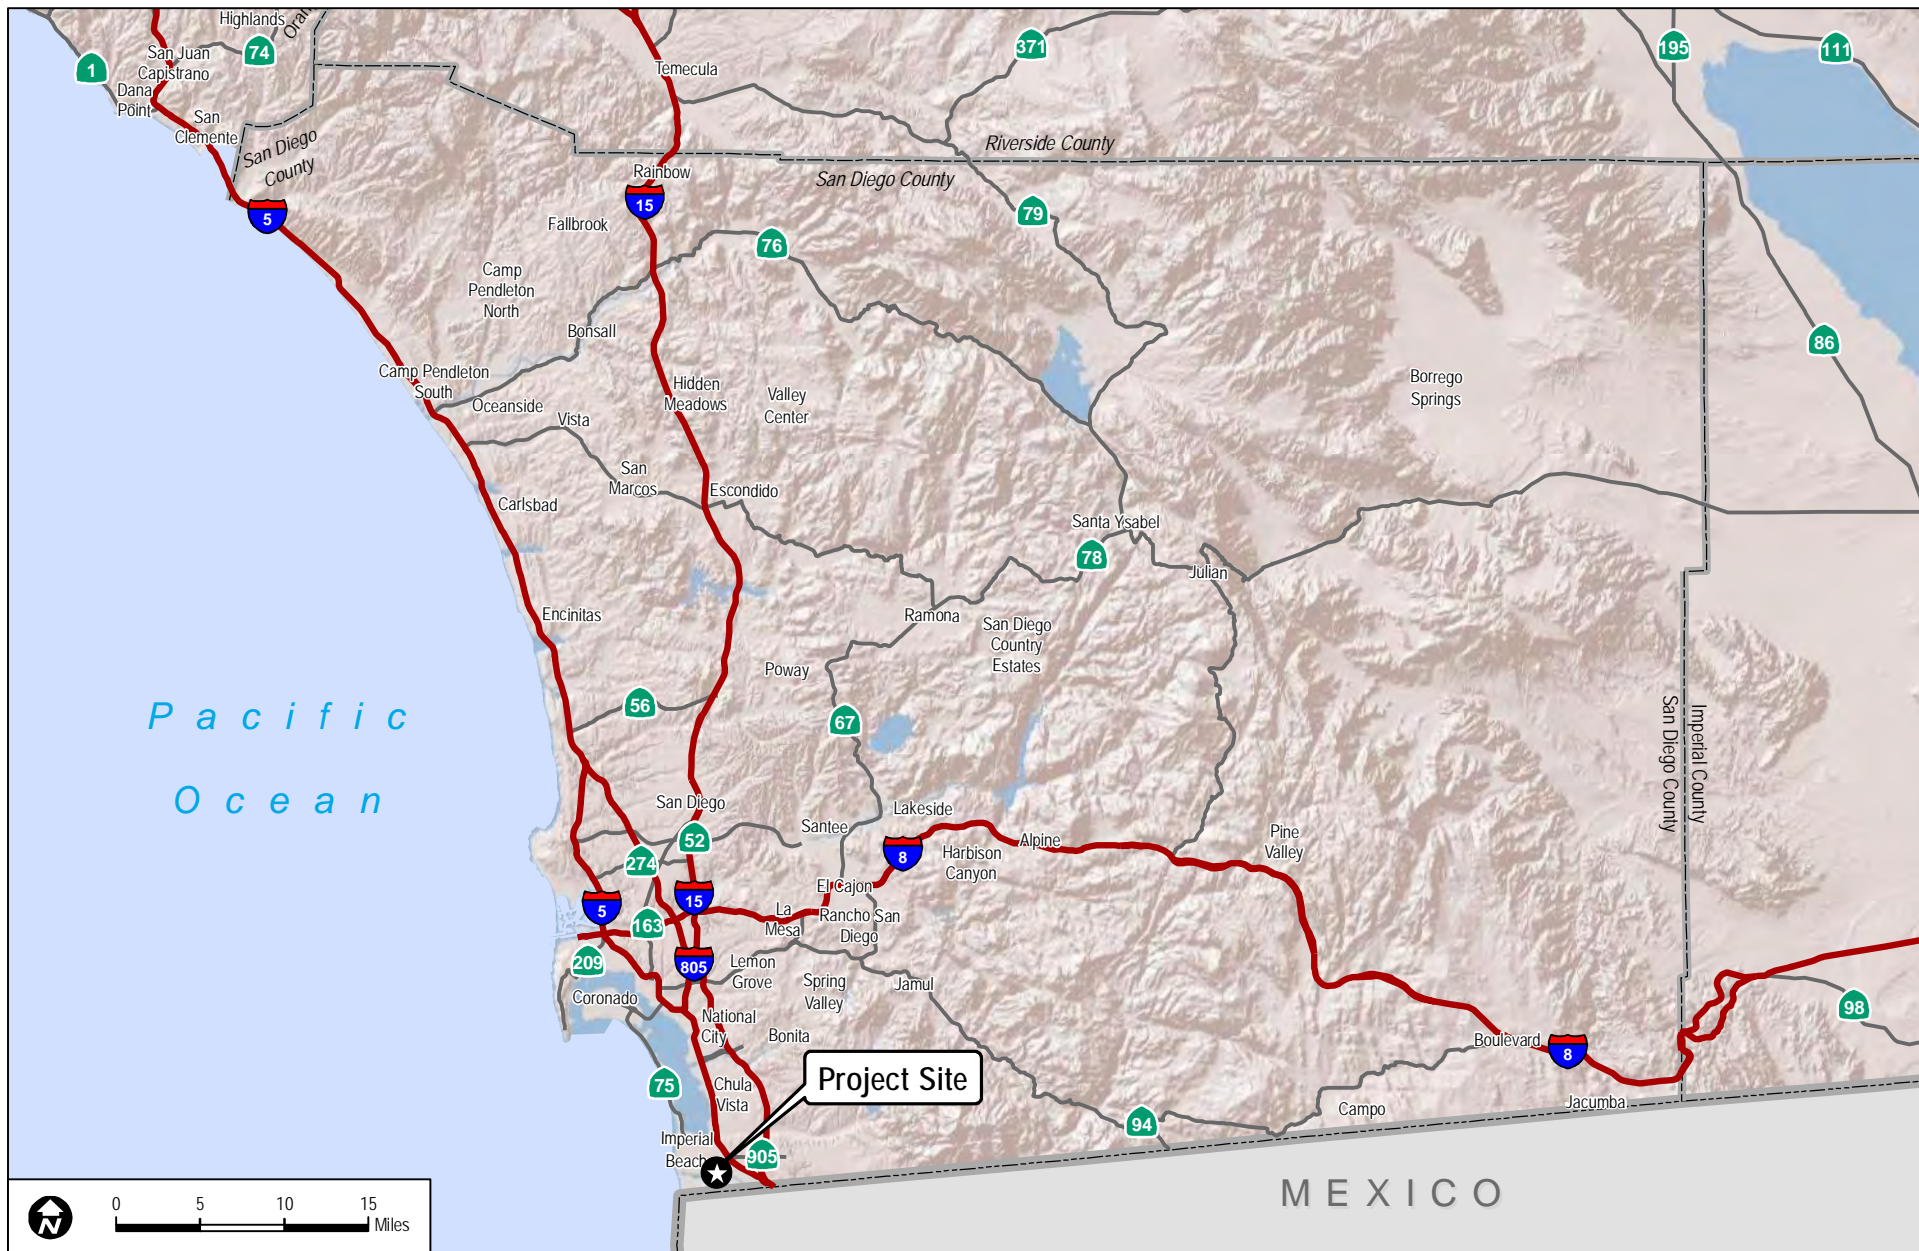 Highlands
Oran
74
1
San Juan
Capistrano
Dana
Point
San
Clemente
San Diego
County
5
Temecula
371
195
111
Riverside County
San Diego County
Rainbow
15
Fallbrook
76
79
Camp
Pendleton
North
Bonsall
86
Camp Pendleton
South
Oceanside
Vista
Hidden
Meadows
Valley
Center
Borrego
Springs
San
Marcos
Escondido
Carlsbad
Santa Ysabel
78
Julian
Encinitas
Ramona
San Diego
Country
Estates
Poway
56
67
Pacific
Ocean
San Diego County
Imperial County
San Diego
Lakeside
Santee
52
274
8
Alpine
Harbison
Canyon
Pine
Valley
El Cajon
5
15
163
La
Mesa
Rancho San
Diego
209
805
Lemon
Grove
Spring
Valley
Jamul
Coronado
National
City
Bonita
98
Boulevard
8
75
Chula
Vista
Project Site
Jacumba
Campo
94
Imperial
Beach
905
MEXICO
N
0 5 10 15
Miles